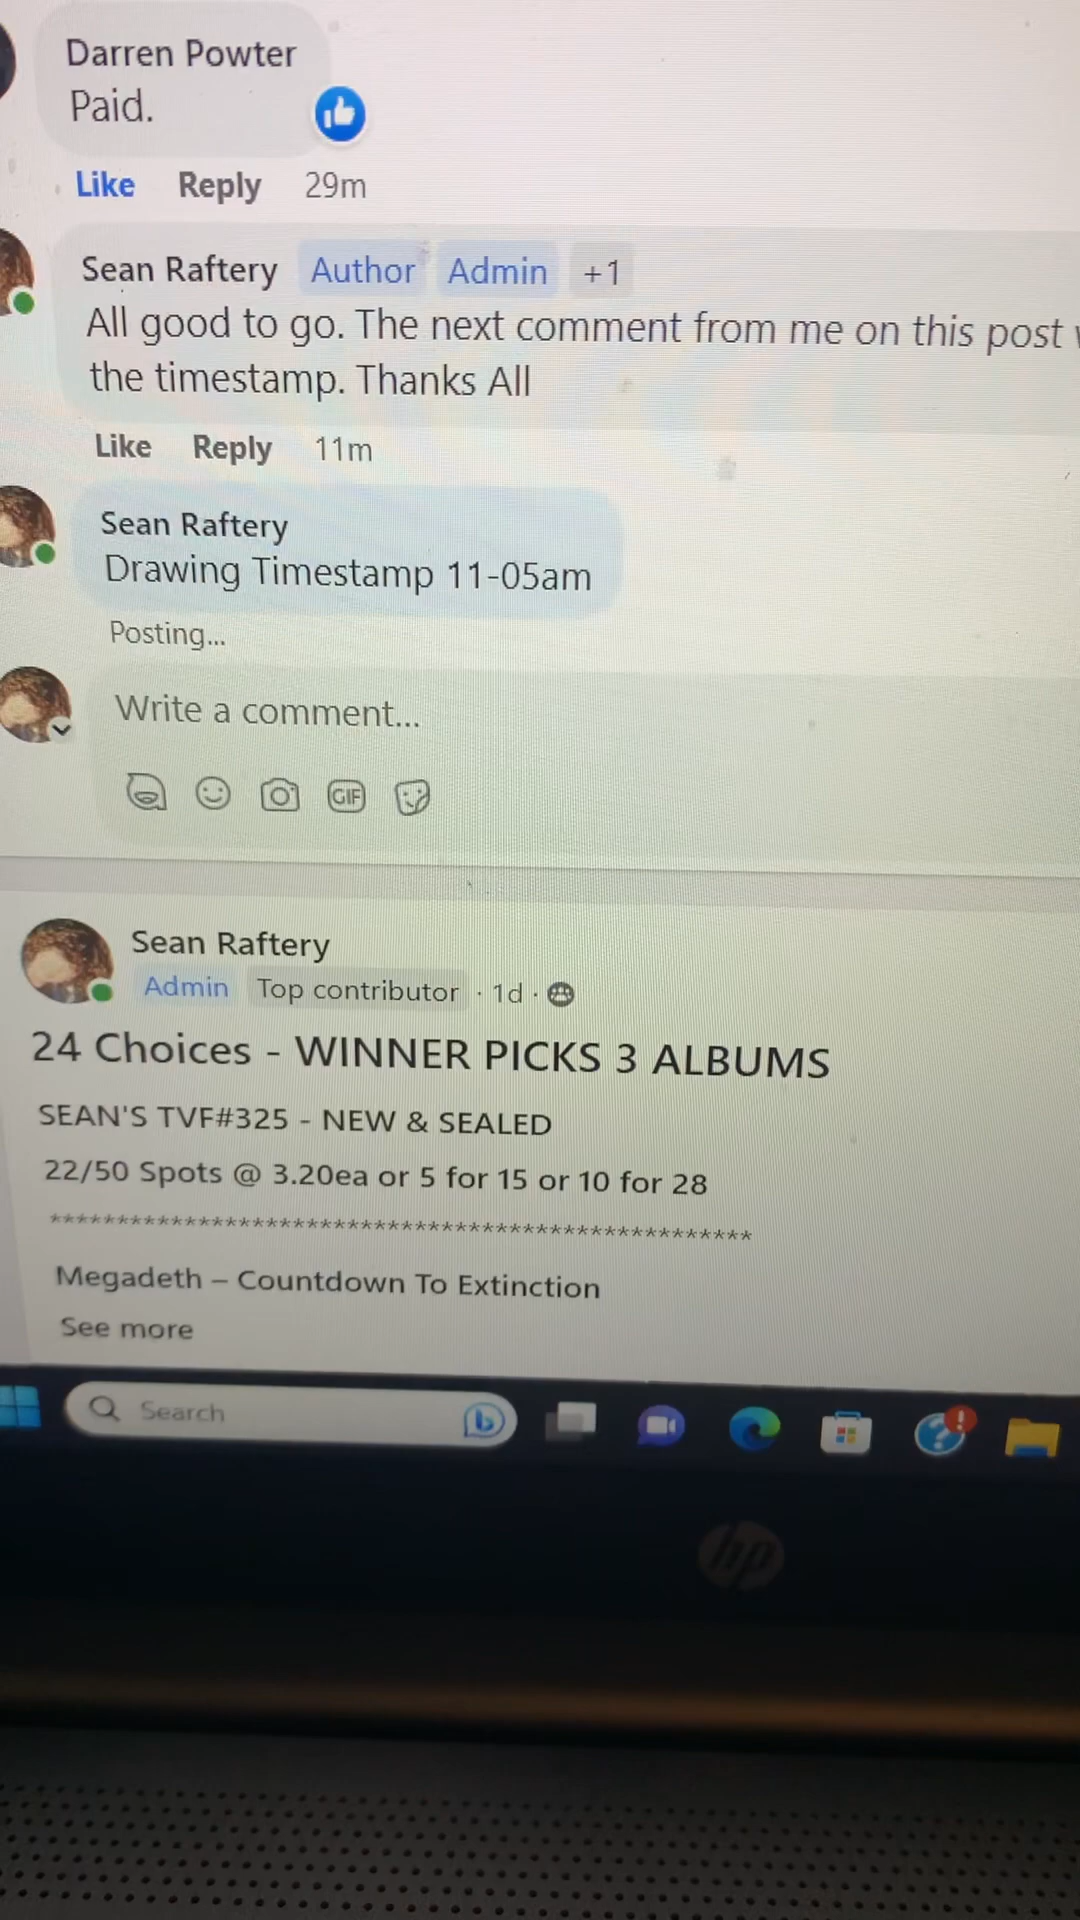 Darren Powter
Paid.
Like Reply 29m
Sean Raftery Author Admin +1
All good to go. The next comment from me on this post
the timestamp. Thanks All
Like Reply 11m
Sean Raftery
Drawing Timestamp 11-05am
Posting...
Write a comment...
GIF
Sean Raftery
Admin Top contributor · 1d ·
24 Choices - WINNER PICKS 3 ALBUMS
SEAN'S TVF#325 - NEW & SEALED
22/50 Spots @ 3.20ea or 5 for 15 or 10 for 28
****************************************************
Megadeth – Countdown To Extinction
See more
Search
hp